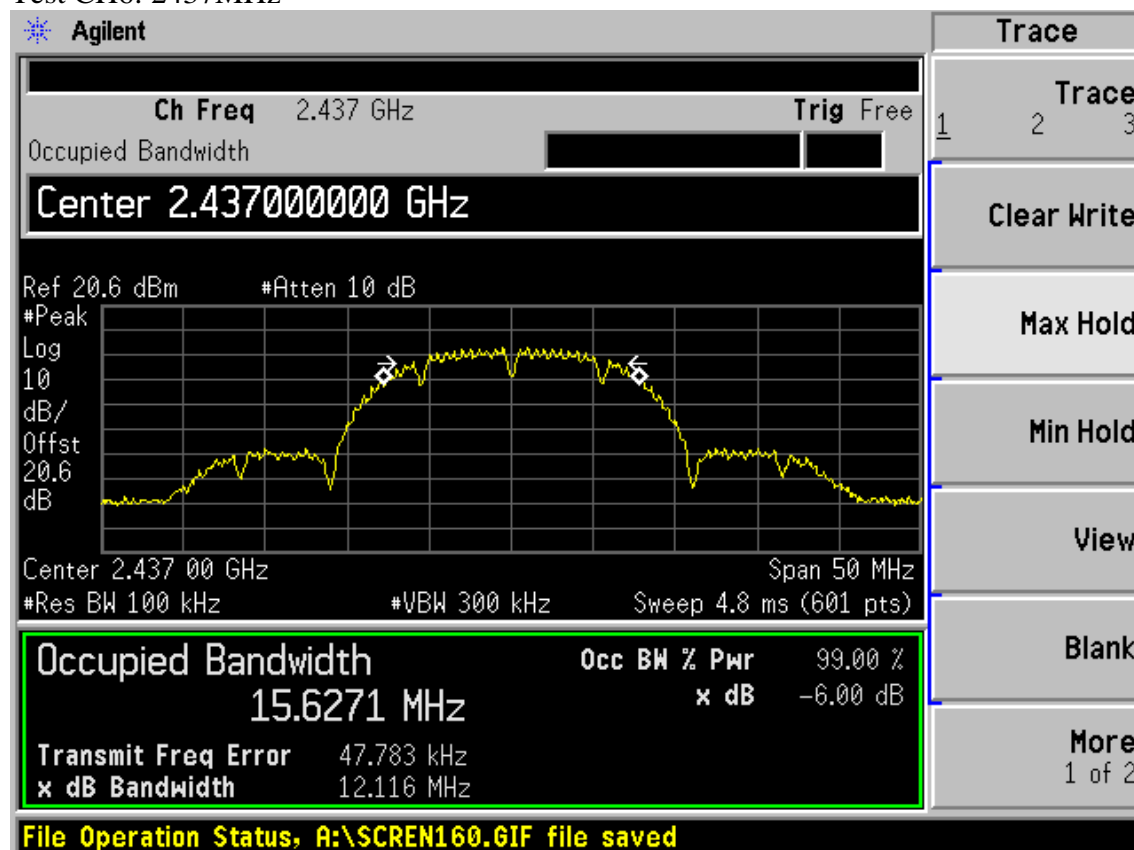 Test CH6: 2437MHz
Agilent
Trace
Ch Freq 2.437 GHz Trig Free
Occupied Bandwidth
Center 2.437000000 GHz
Ref 20.6 dBm #Atten 10 dB
#Peak
Log
10
dB/
Offst
20.6
dB
Center 2.437 00 GHz Span 50 MHz
#Res BW 100 kHz #VBW 300 kHz Sweep 4.8 ms (601 pts)
Occupied Bandwidth Occ BW % Pwr 99.00 %
15.6271 MHz x dB -6.00 dB
Transmit Freq Error 47.783 kHz
x dB Bandwidth 12.116 MHz
File Operation Status, A:\SCREN160.GIF file saved
Trace
1 2 3
Clear Write
Max Hold
Min Hold
View
Blank
More
1 of 2